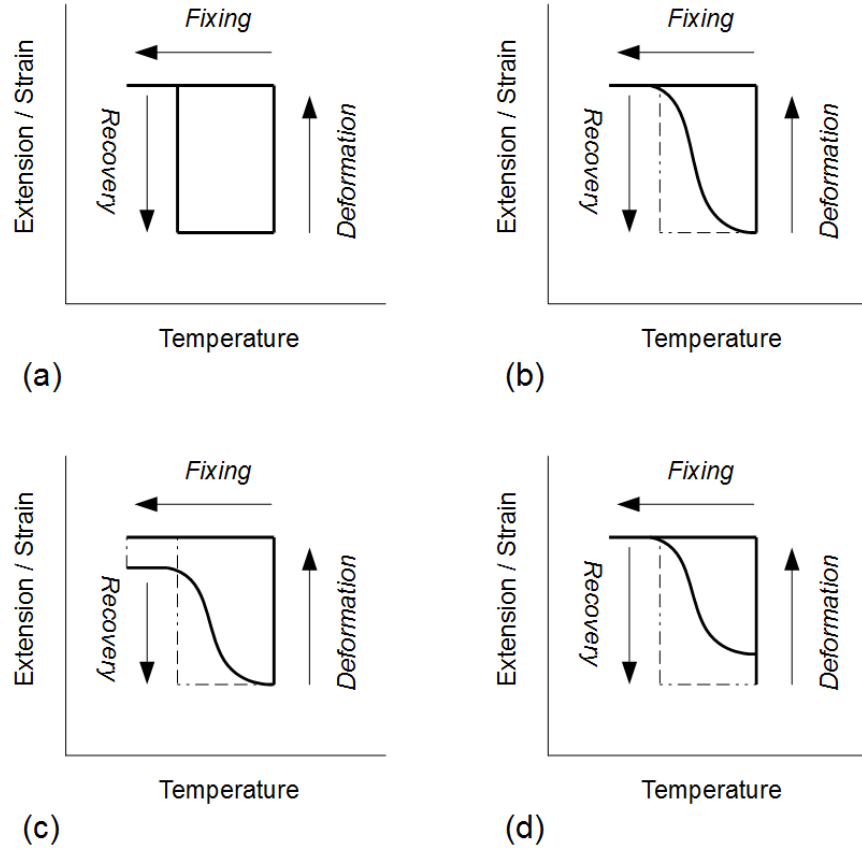 Fixing
Extension / Strain
Recovery
Deformation
Temperature
(a)
Fixing
Extension / Strain
Recovery
Deformation
Temperature
(b)
Fixing
Extension / Strain
Recovery
Deformation
Temperature
(c)
Fixing
Extension / Strain
Recovery
Deformation
Temperature
(d)